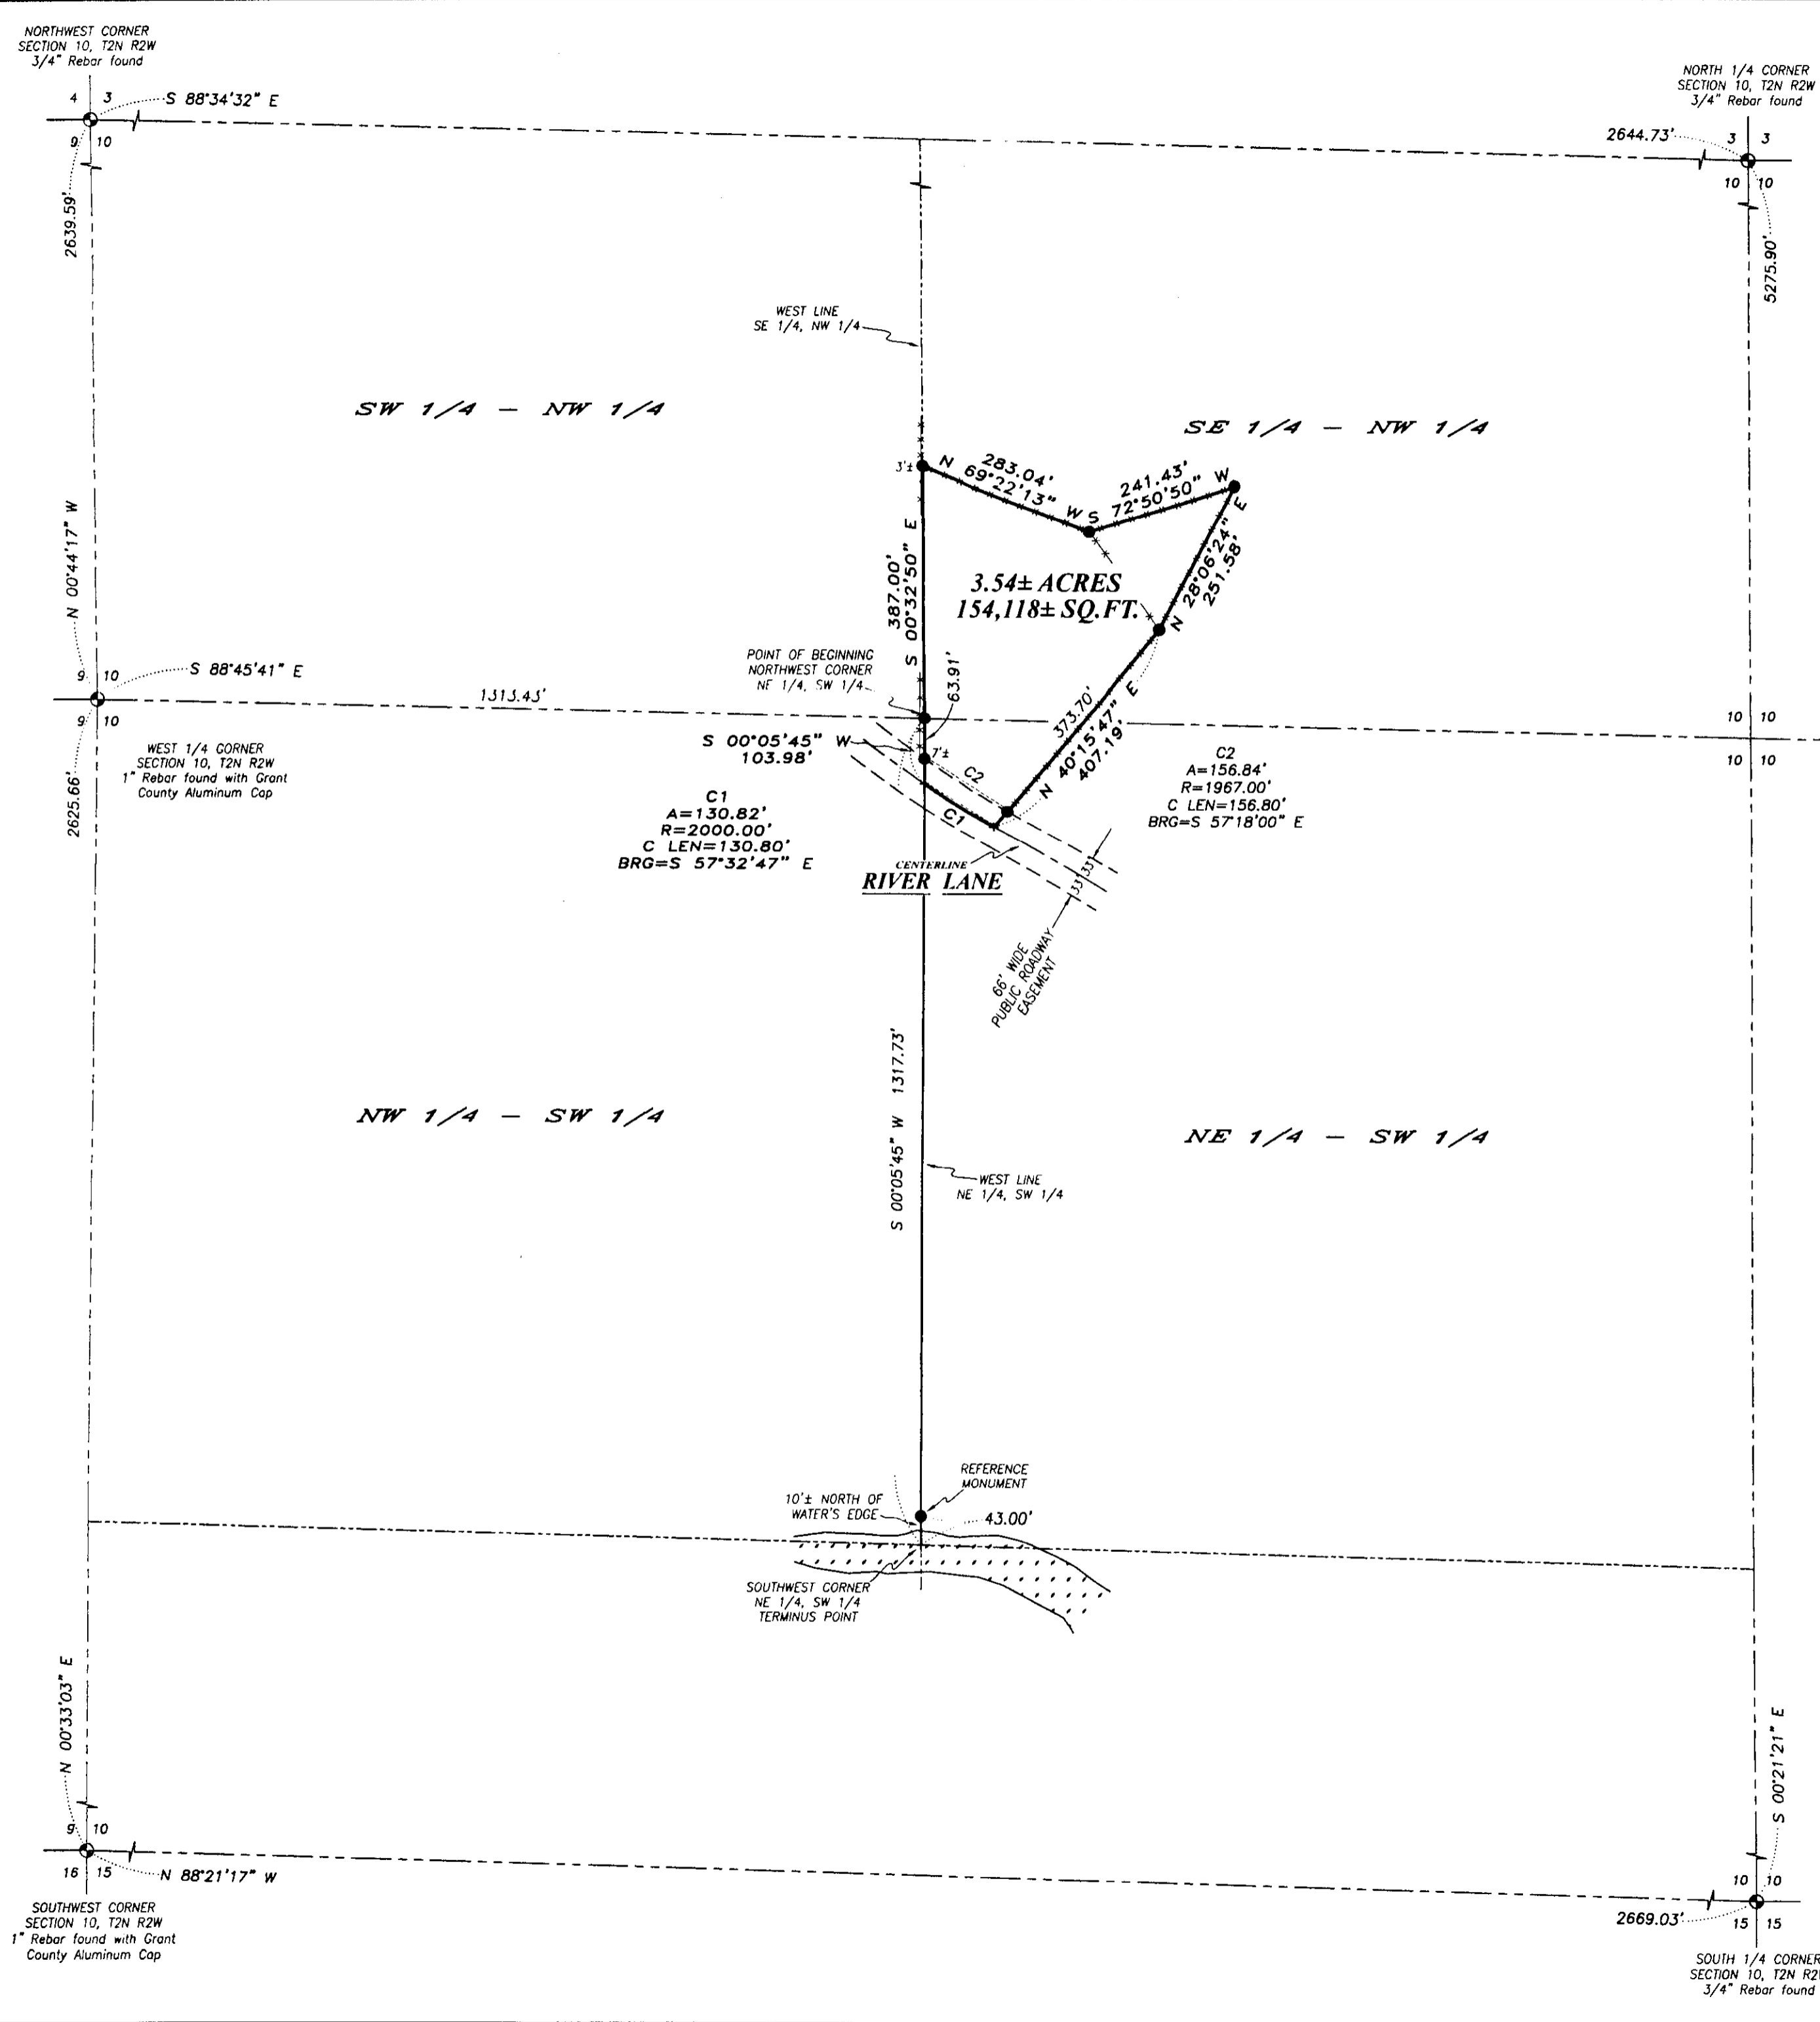 NORTHWEST CORNER
SECTION 10, T2N R2W
3/4" Rebar found
4 3
9 10
S 88°34'32" E
NORTH 1/4 CORNER
SECTION 10, T2N R2W
3/4" Rebar found
2644.73'
3 3
10 10
2639.59'
5275.90'
WEST LINE
SE 1/4, NW 1/4
SW 1/4 – NW 1/4
SE 1/4 – NW 1/4
3'±
N 69°22'13" W
283.04'
S 72°50'50" W
241.43'
N 28°06'24" E
251.58'
387.00'
S 00°32'50" E
3.54± ACRES
154,118± SQ.FT.
N 00°44'17" W
POINT OF BEGINNING
NORTHWEST CORNER
NE 1/4, SW 1/4
63.91'
9 10
9 10
S 88°45'41" E
1313.43'
373.70'
N 40°15'47" E
407.19'
10 10
10 10
WEST 1/4 CORNER
SECTION 10, T2N R2W
1" Rebar found with Grant
County Aluminum Cap
S 00°05'45" W
103.98'
7'±
C2
C2
A=156.84'
R=1967.00'
C LEN=156.80'
BRG=S 57°18'00" E
2625.66'
C1
A=130.82'
R=2000.00'
C LEN=130.80'
BRG=S 57°32'47" E
C1
CENTERLINE
RIVER LANE
33'
33'
66' WIDE
PUBLIC ROADWAY
EASEMENT
S 00°05'45" W 1317.73'
NW 1/4 – SW 1/4
NE 1/4 – SW 1/4
WEST LINE
NE 1/4, SW 1/4
REFERENCE
MONUMENT
10'± NORTH OF
WATER'S EDGE
43.00'
SOUTHWEST CORNER
NE 1/4, SW 1/4
TERMINUS POINT
N 00°33'03" E
S 00°21'21" E
9 10
16 15
N 88°21'17" W
SOUTHWEST CORNER
SECTION 10, T2N R2W
1" Rebar found with Grant
County Aluminum Cap
10 10
2669.03'
15 15
SOUTH 1/4 CORNER
SECTION 10, T2N R2
3/4" Rebar found